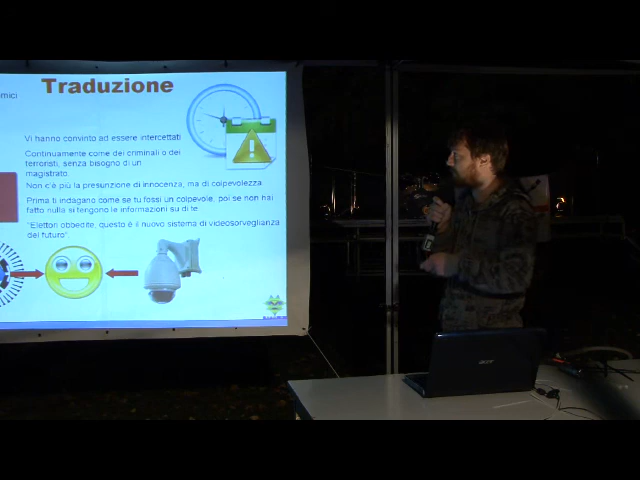 Traduzione
mici
Vi hanno convinto ad essere intercettati
Continuamente come dei criminali o dei
terroristi, senza bisogno di un
magistrato.
Non c'è più la presunzione di innocenza, ma di colpevolezza
Prima ti indagano come se tu fossi un colpevole, poi se non hai
fatto nulla si tengono le informazioni su di te
"Elettori obbedite, questo è il nuovo sistema di videosorveglianza
del futuro".
acer